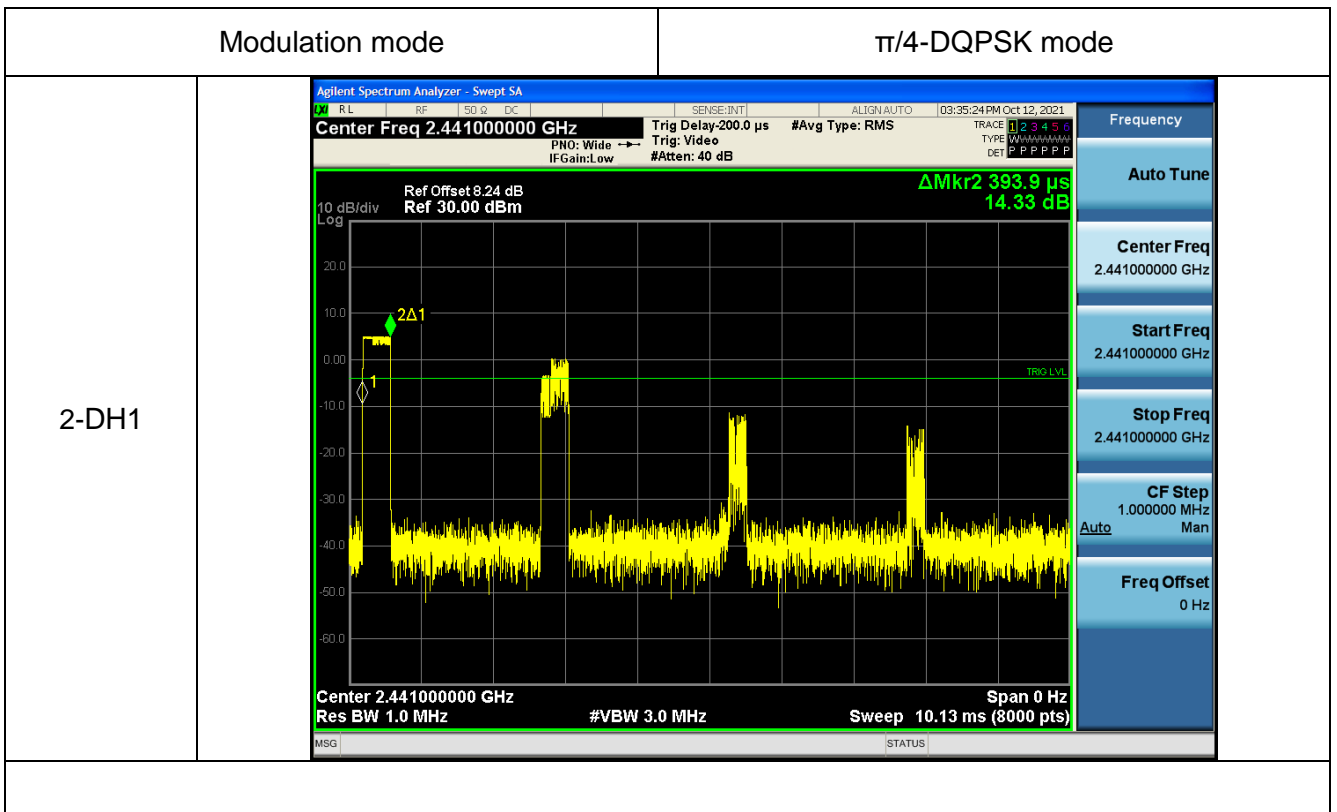 Modulation mode
π/4-DQPSK mode
2-DH1
Agilent Spectrum Analyzer - Swept SA
LXI RL RF 50 Ω DC SENSE:INT ALIGN AUTO 03:35:24 PM Oct 12, 2021
Center Freq 2.441000000 GHz
PNO: Wide
IFGain:Low
Trig Delay-200.0 µs
Trig: Video
#Atten: 40 dB
#Avg Type: RMS
TRACE 1 2 3 4 5 6
TYPE WWWWWW
DET P P P P P P
Ref Offset 8.24 dB
10 dB/div Ref 30.00 dBm
Log
ΔMkr2 393.9 µs
14.33 dB
20.0
10.0
0.00
-10.0
-20.0
-30.0
-40.0
-50.0
-60.0
2Δ1
1
TRIG LVL
Center 2.441000000 GHz
Span 0 Hz
Res BW 1.0 MHz
#VBW 3.0 MHz
Sweep 10.13 ms (8000 pts)
MSG
STATUS
Frequency
Auto Tune
Center Freq
2.441000000 GHz
Start Freq
2.441000000 GHz
Stop Freq
2.441000000 GHz
CF Step
1.000000 MHz
Auto Man
Freq Offset
0 Hz